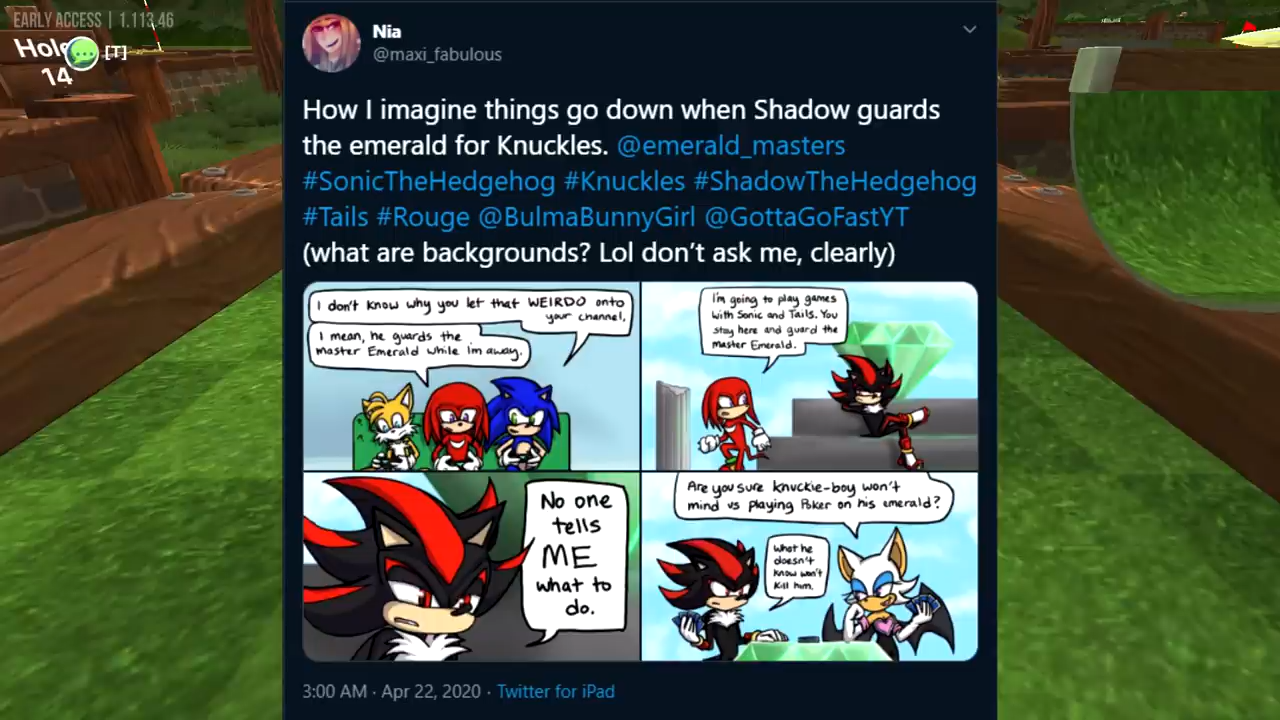 EARLY ACCESS | 1.113.46
Hole
14
[T]
Nia
@maxi_fabulous
How I imagine things go down when Shadow guards
the emerald for Knuckles. @emerald_masters
#SonicTheHedgehog #Knuckles #ShadowTheHedgehog
#Tails #Rouge @BulmaBunnyGirl @GottaGoFastYT
(what are backgrounds? Lol don't ask me, clearly)
I don't know why you let that WEIRDO onto
your channel.
I mean, he guards the
master Emerald while I'm away.
I'm going to play games
with Sonic and Tails. You
stay here and guard the
master Emerald.
No one
tells
ME
what to
do.
Are you sure knuckie-boy won't
mind us playing Poker on his emerald?
What he
doesn't
know won't
kill him.
3:00 AM · Apr 22, 2020 · Twitter for iPad